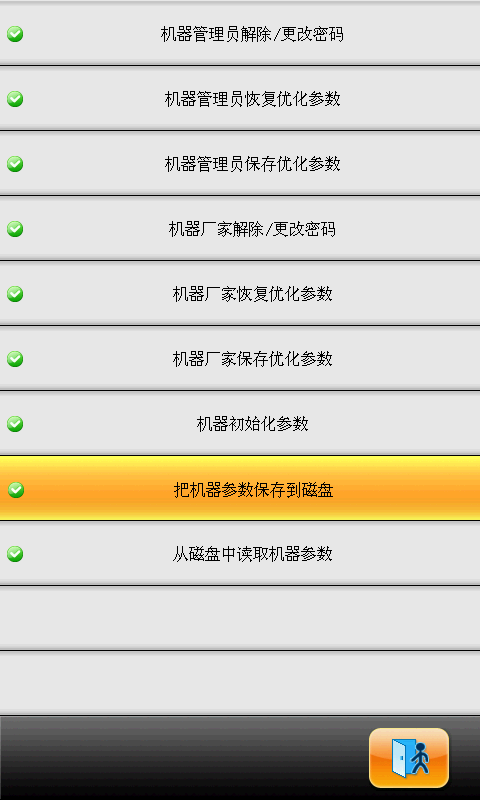 机器管理员解除/更改密码
机器管理员恢复优化参数
机器管理员保存优化参数
机器厂家解除/更改密码
机器厂家恢复优化参数
机器厂家保存优化参数
机器初始化参数
把机器参数保存到磁盘
从磁盘中读取机器参数